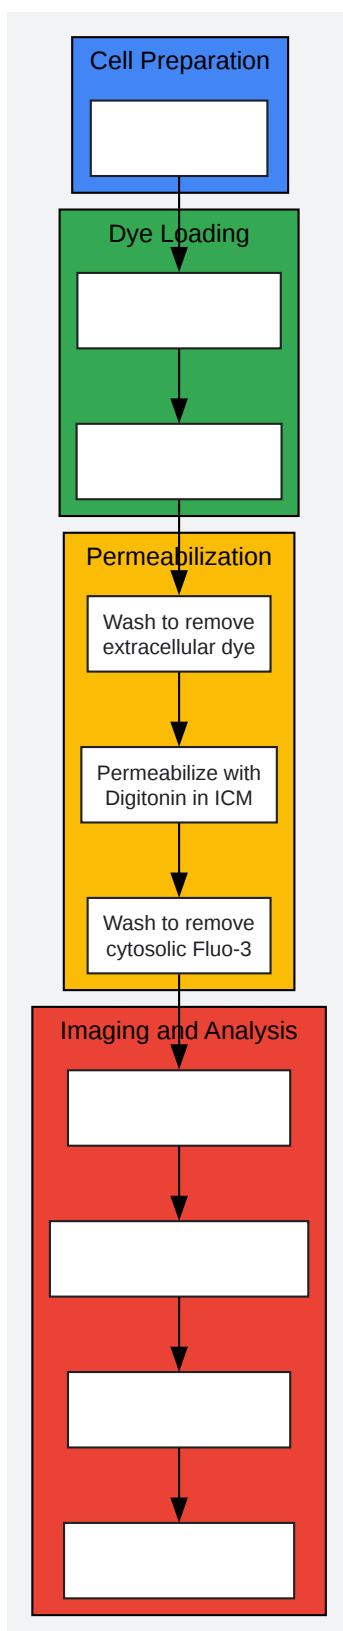 Cell Preparation
Dye Loading
Permeabilization
Wash to remove
extracellular dye
Permeabilize with
Digitonin in ICM
Wash to remove
cytosolic Fluo-3
Imaging and Analysis